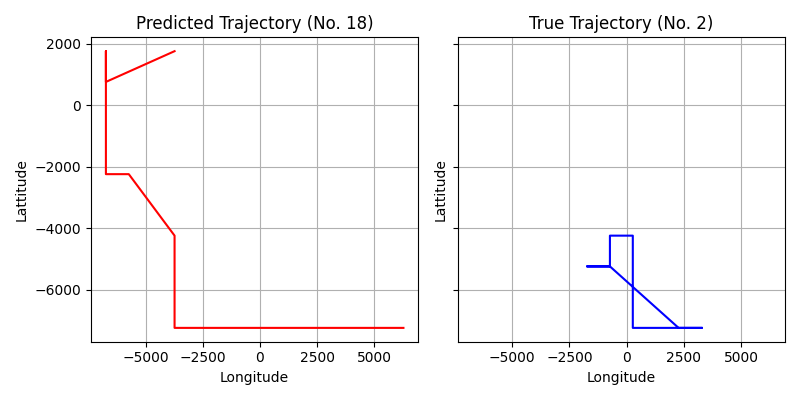 Predicted Trajectory (No. 18)
True Trajectory (No. 2)
2000
0
−2000
−4000
−6000
Lattitude
Lattitude
−5000
−2500
0
2500
5000
−5000
−2500
0
2500
5000
Longitude
Longitude